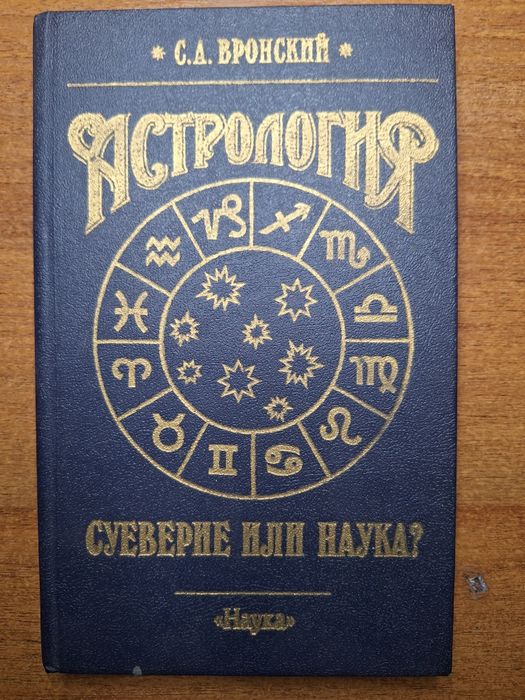 * С.А. ВРОНСКИЙ *
АСТРОЛОГИЯ
СУЕВЕРИЕ ИЛИ НАУКА?
«Наука»